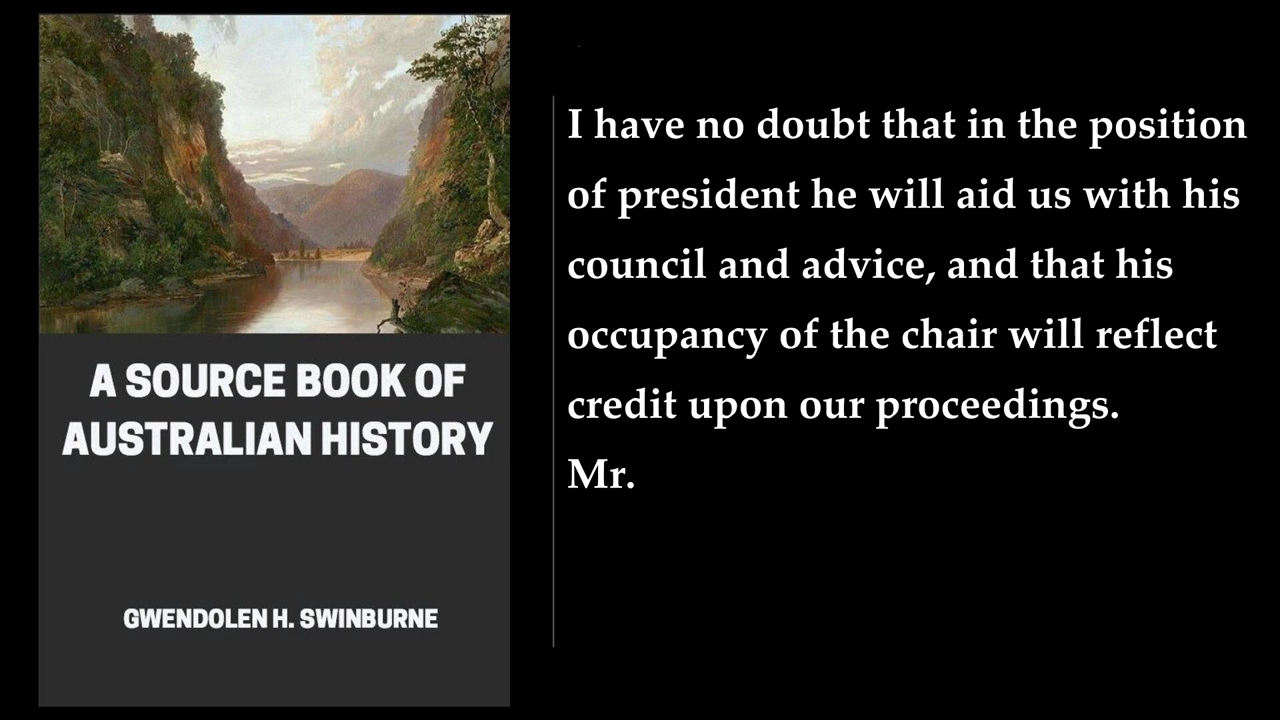 A SOURCE BOOK OF
AUSTRALIAN HISTORY
GWENDOLEN H. SWINBURNE
I have no doubt that in the position
of president he will aid us with his
council and advice, and that his
occupancy of the chair will reflect
credit upon our proceedings.
Mr.